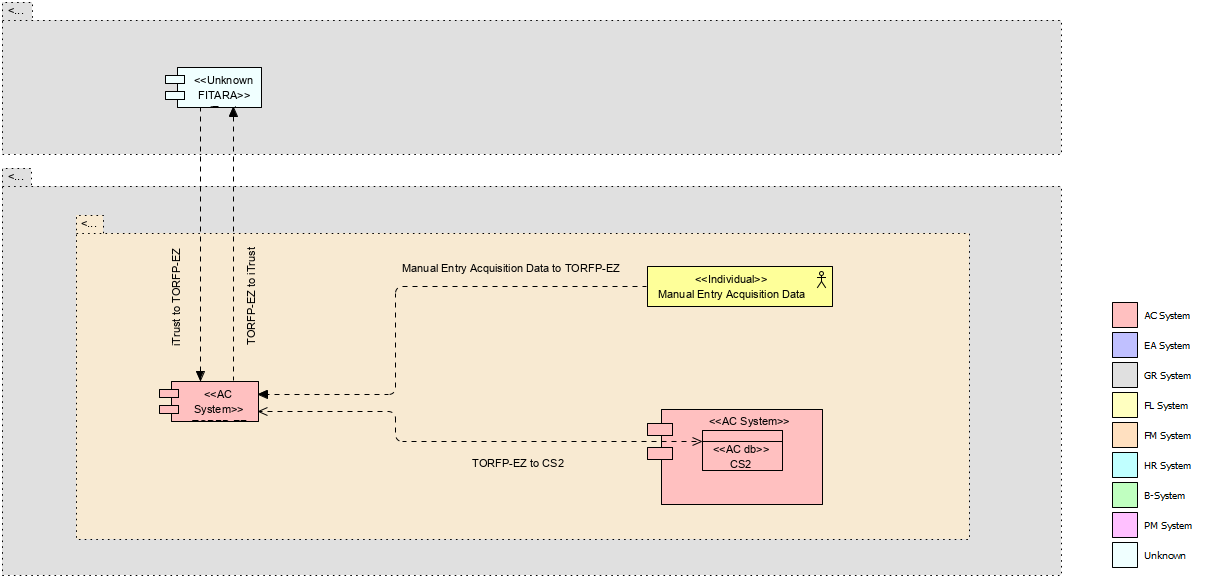 <...
<<Unknown
FITARA>>
<...
<...
iTrust to TORFP-EZ
TORFP-EZ to iTrust
Manual Entry Acquisition Data to TORFP-EZ
<<Individual>>
Manual Entry Acquisition Data
<<AC
System>>
TORFP-EZ to CS2
<<AC System>>
<<AC db>>
CS2
AC System
EA System
GR System
FL System
FM System
HR System
B-System
PM System
Unknown